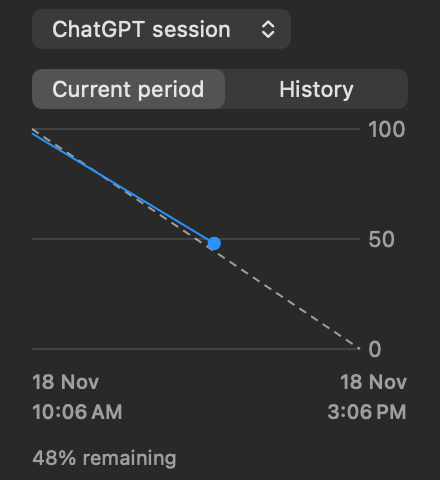 ChatGPT session
Current period History
100
50
0
18 Nov 18 Nov
10:06 AM 3:06 PM
48% remaining